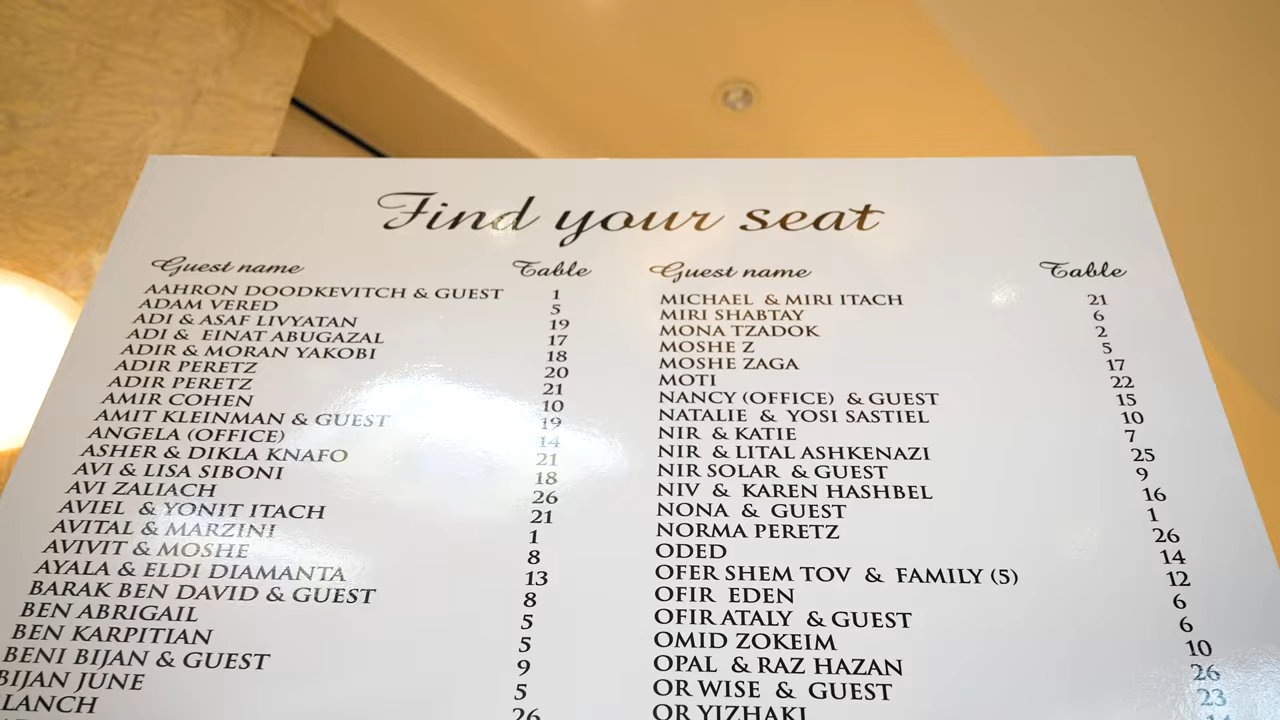 Find your seat
Guest name Table
AAHRON DOODKEVITCH & GUEST 1
ADAM VERED 5
ADI & ASAF LIVYATAN 19
ADI & EINAT ABUGAZAL 17
ADIR & MORAN YAKOBI 18
ADIR PERETZ 20
ADIR PERETZ 21
AMIR COHEN 10
AMIT KLEINMAN & GUEST 19
ANGELA (OFFICE) 14
ASHER & DIKLA KNAFO 21
AVI & LISA SIBONI 18
AVI ZALIACH 26
AVIEL & YONIT ITACH 21
AVITAL & MARZINI 1
AVIVIT & MOSHE 8
AYALA & ELDI DIAMANTA 13
BARAK BEN DAVID & GUEST 8
BEN ABRIGAIL 5
BEN KARPITIAN 5
BENI BIJAN & GUEST 9
BIJAN JUNE 5
LANCH 26
Guest name Table
MICHAEL & MIRI ITACH 21
MIRI SHABTAY 6
MONA TZADOK 2
MOSHE Z 5
MOSHE ZAGA 17
MOTI 22
NANCY (OFFICE) & GUEST 15
NATALIE & YOSI SASTIEL 10
NIR & KATIE 7
NIR & LITAL ASHKENAZI 25
NIR SOLAR & GUEST 9
NIV & KAREN HASHBEL 16
NONA & GUEST 1
NORMA PERETZ 26
ODED 14
OFER SHEM TOV & FAMILY (5) 12
OFIR EDEN 6
OFIR ATALY & GUEST 6
OMID ZOKEIM 10
OPAL & RAZ HAZAN 26
OR WISE & GUEST 23
OR YIZHAKI